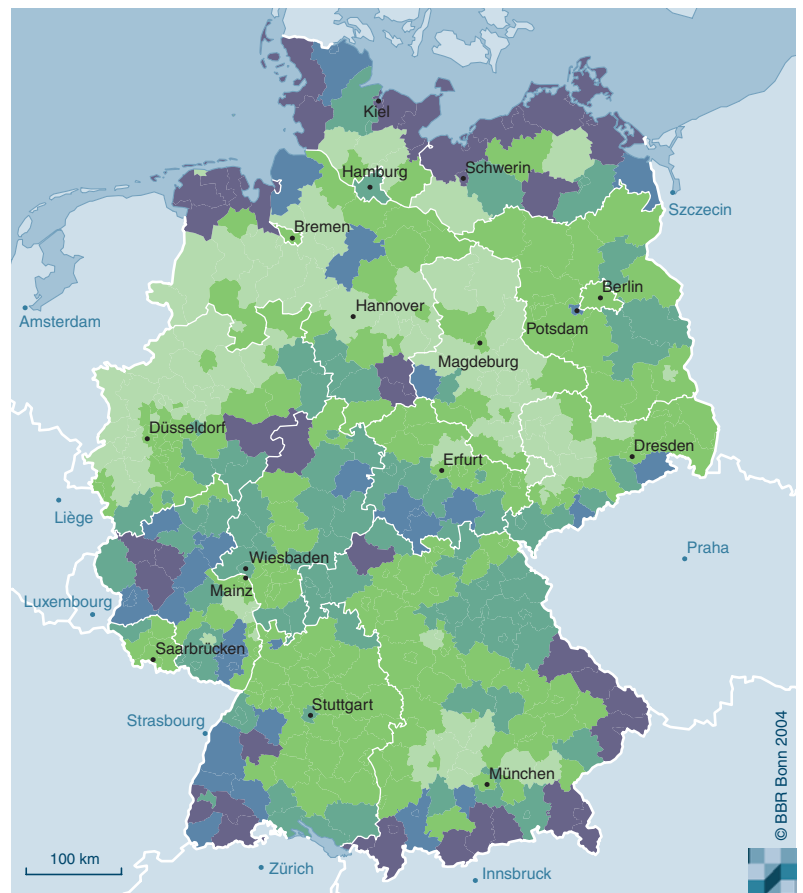 Kiel
Hamburg
Schwerin
Szczecin
Bremen
Berlin
Amsterdam
Hannover
Potsdam
Magdeburg
Düsseldorf
Erfurt
Dresden
Liège
Praha
Wiesbaden
Mainz
Luxembourg
Saarbrücken
Stuttgart
Strasbourg
München
© BBR Bonn 2004
100 km
Zürich
Innsbruck